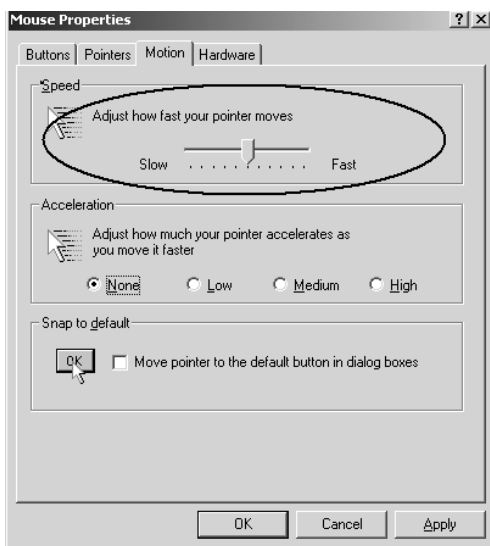 Mouse Properties
Buttons Pointers Motion Hardware
Speed
Adjust how fast your pointer moves
Slow Fast
Acceleration
Adjust how much your pointer accelerates as
you move it faster
None Low Medium High
Snap to default
OK Move pointer to the default button in dialog boxes
OK Cancel Apply